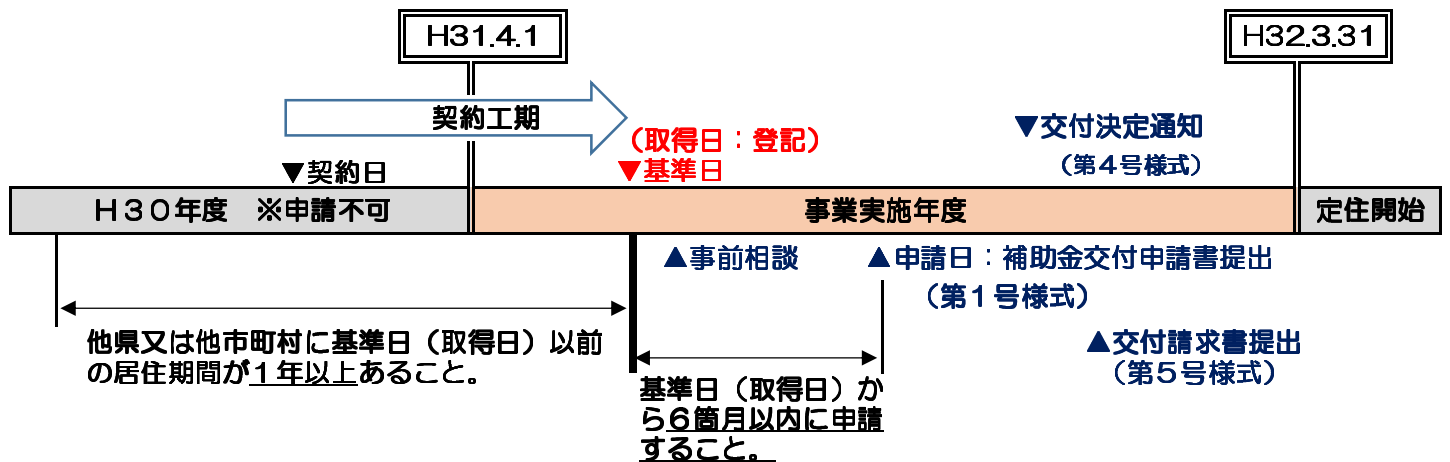 H31.4.1
H32.3.31
契約工期
(取得日:登記)
▼契約日
▼基準日
▼交付決定通知
(第4号様式)
H30年度 ※申請不可
事業実施年度
定住開始
▲事前相談
▲申請日:補助金交付申請書提出
(第1号様式)
他県又は他市町村に基準日(取得日)以前
の居住期間が1年以上あること。
▲交付請求書提出
(第5号様式)
基準日(取得日)か
ら6箇月以内に申請
すること。